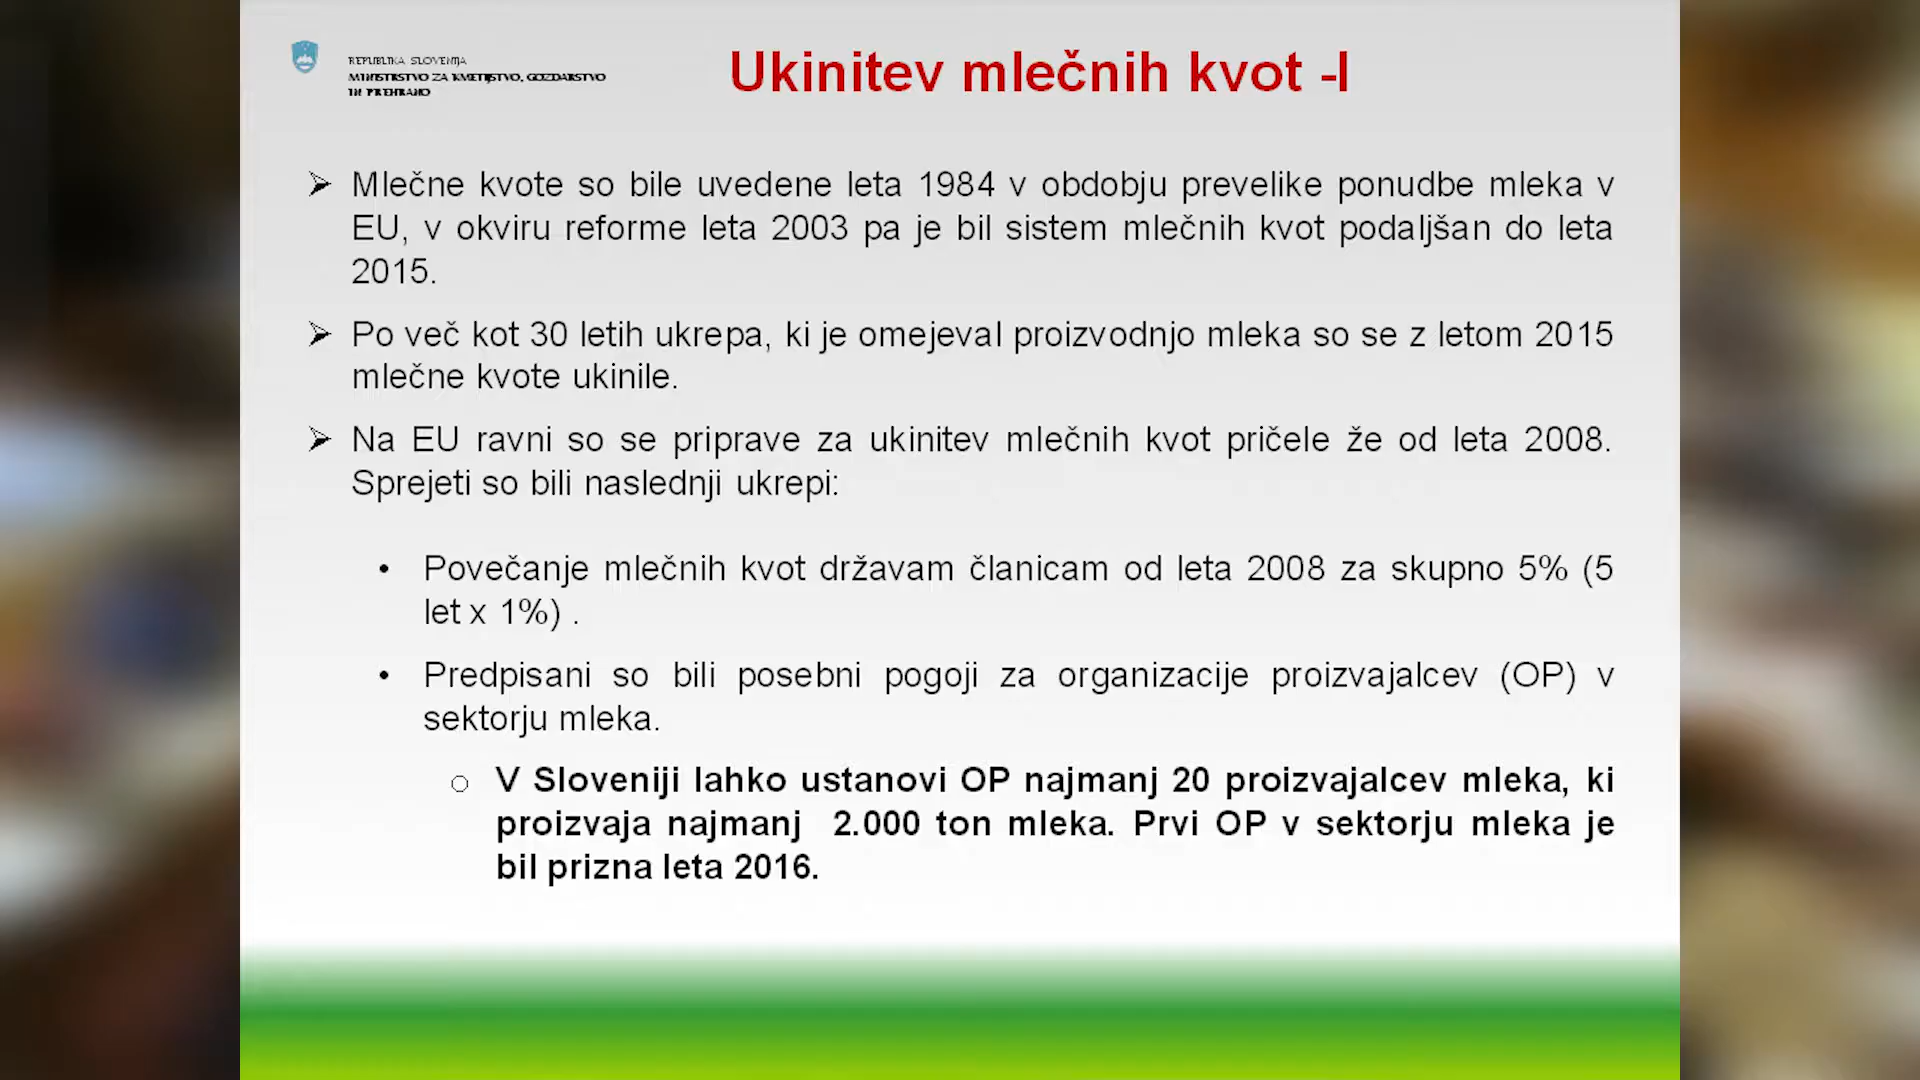 REPUBLIKA SLOVENIJA
MINISTRSTVO ZA KMETIJSTVO, GOZDARSTVO
IN PREHRANO
Ukinitev mlečnih kvot -I
➢ Mlečne kvote so bile uvedene leta 1984 v obdobju prevelike ponudbe mleka v
EU, v okviru reforme leta 2003 pa je bil sistem mlečnih kvot podaljšan do leta
2015.
➢ Po več kot 30 letih ukrepa, ki je omejeval proizvodnjo mleka so se z letom 2015
mlečne kvote ukinile.
➢ Na EU ravni so se priprave za ukinitev mlečnih kvot pričele že od leta 2008.
Sprejeti so bili naslednji ukrepi:
• Povečanje mlečnih kvot državam članicam od leta 2008 za skupno 5% (5
let x 1%) .
• Predpisani so bili posebni pogoji za organizacije proizvajalcev (OP) v
sektorju mleka.
o V Sloveniji lahko ustanovi OP najmanj 20 proizvajalcev mleka, ki
proizvaja najmanj 2.000 ton mleka. Prvi OP v sektorju mleka je
bil prizna leta 2016.